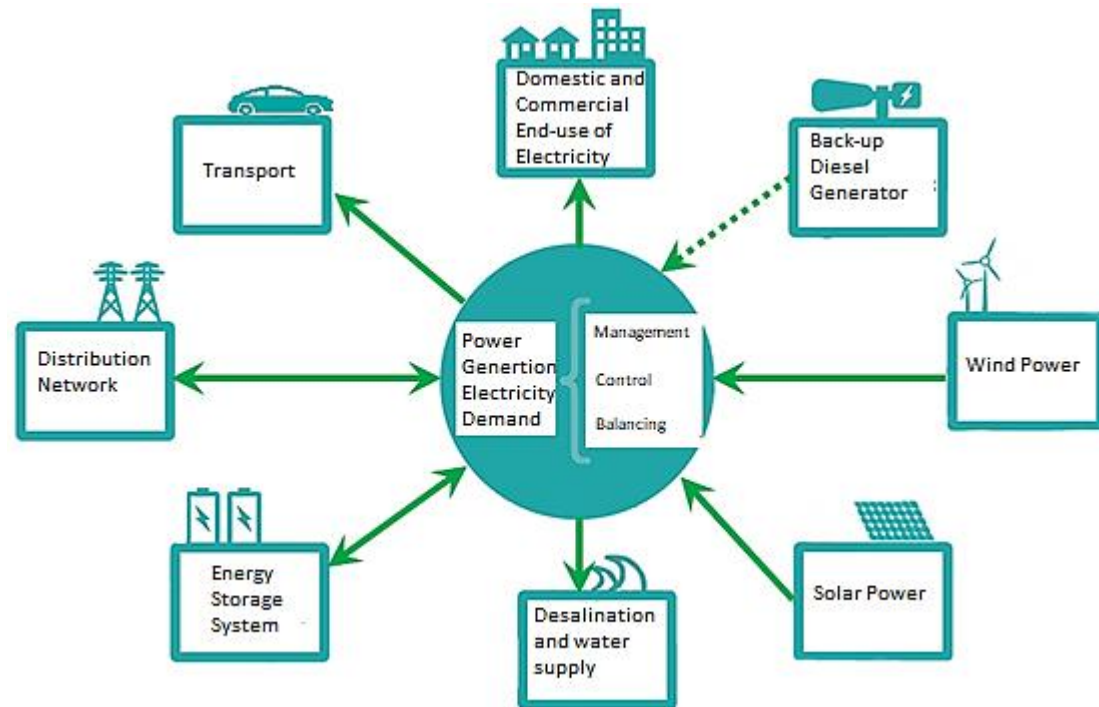 Domestic and
Commercial
End-use of
Electricity
Back-up
Diesel
Generator
Transport
Distribution
Network
Power
Genertion
Electricity
Demand
Management
Control
Balancing
Wind Power
Energy
Storage
System
Desalination
and water
supply
Solar Power